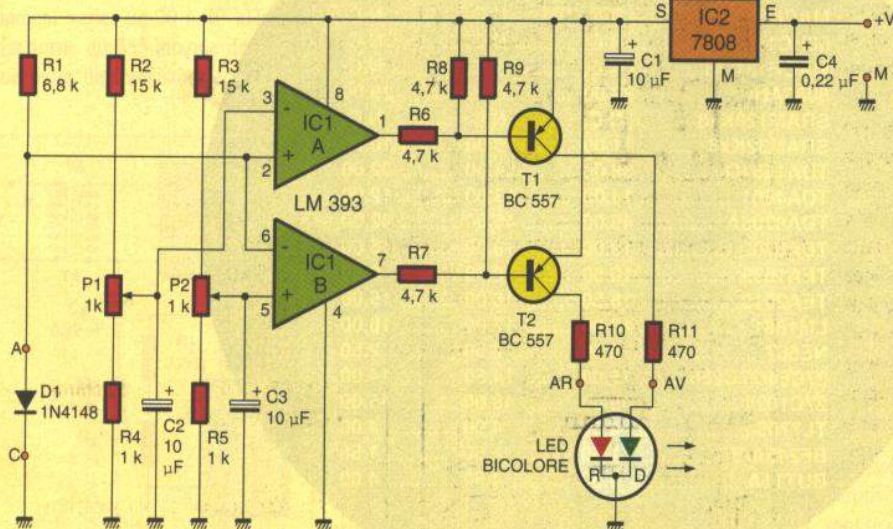 S
IC2
7808
E
+V
M
C1
10 µF
+
C4
0,22 µF
+
M
R1
6,8 k
R2
15 k
R3
15 k
R8
4,7 k
R9
4,7 k
3
-
8
IC1
A
1
+
2
R6
4,7 k
T1
BC 557
LM 393
6
-
IC1
B
7
+
5
4
R7
4,7 k
T2
BC 557
P1
1k
P2
1 k
R10
470
R11
470
A
AR
AV
D1
1N4148
C
R4
1 k
+
C2
10
µF
R5
1 k
+
C3
10 µF
LED
BICOLORE
R
D